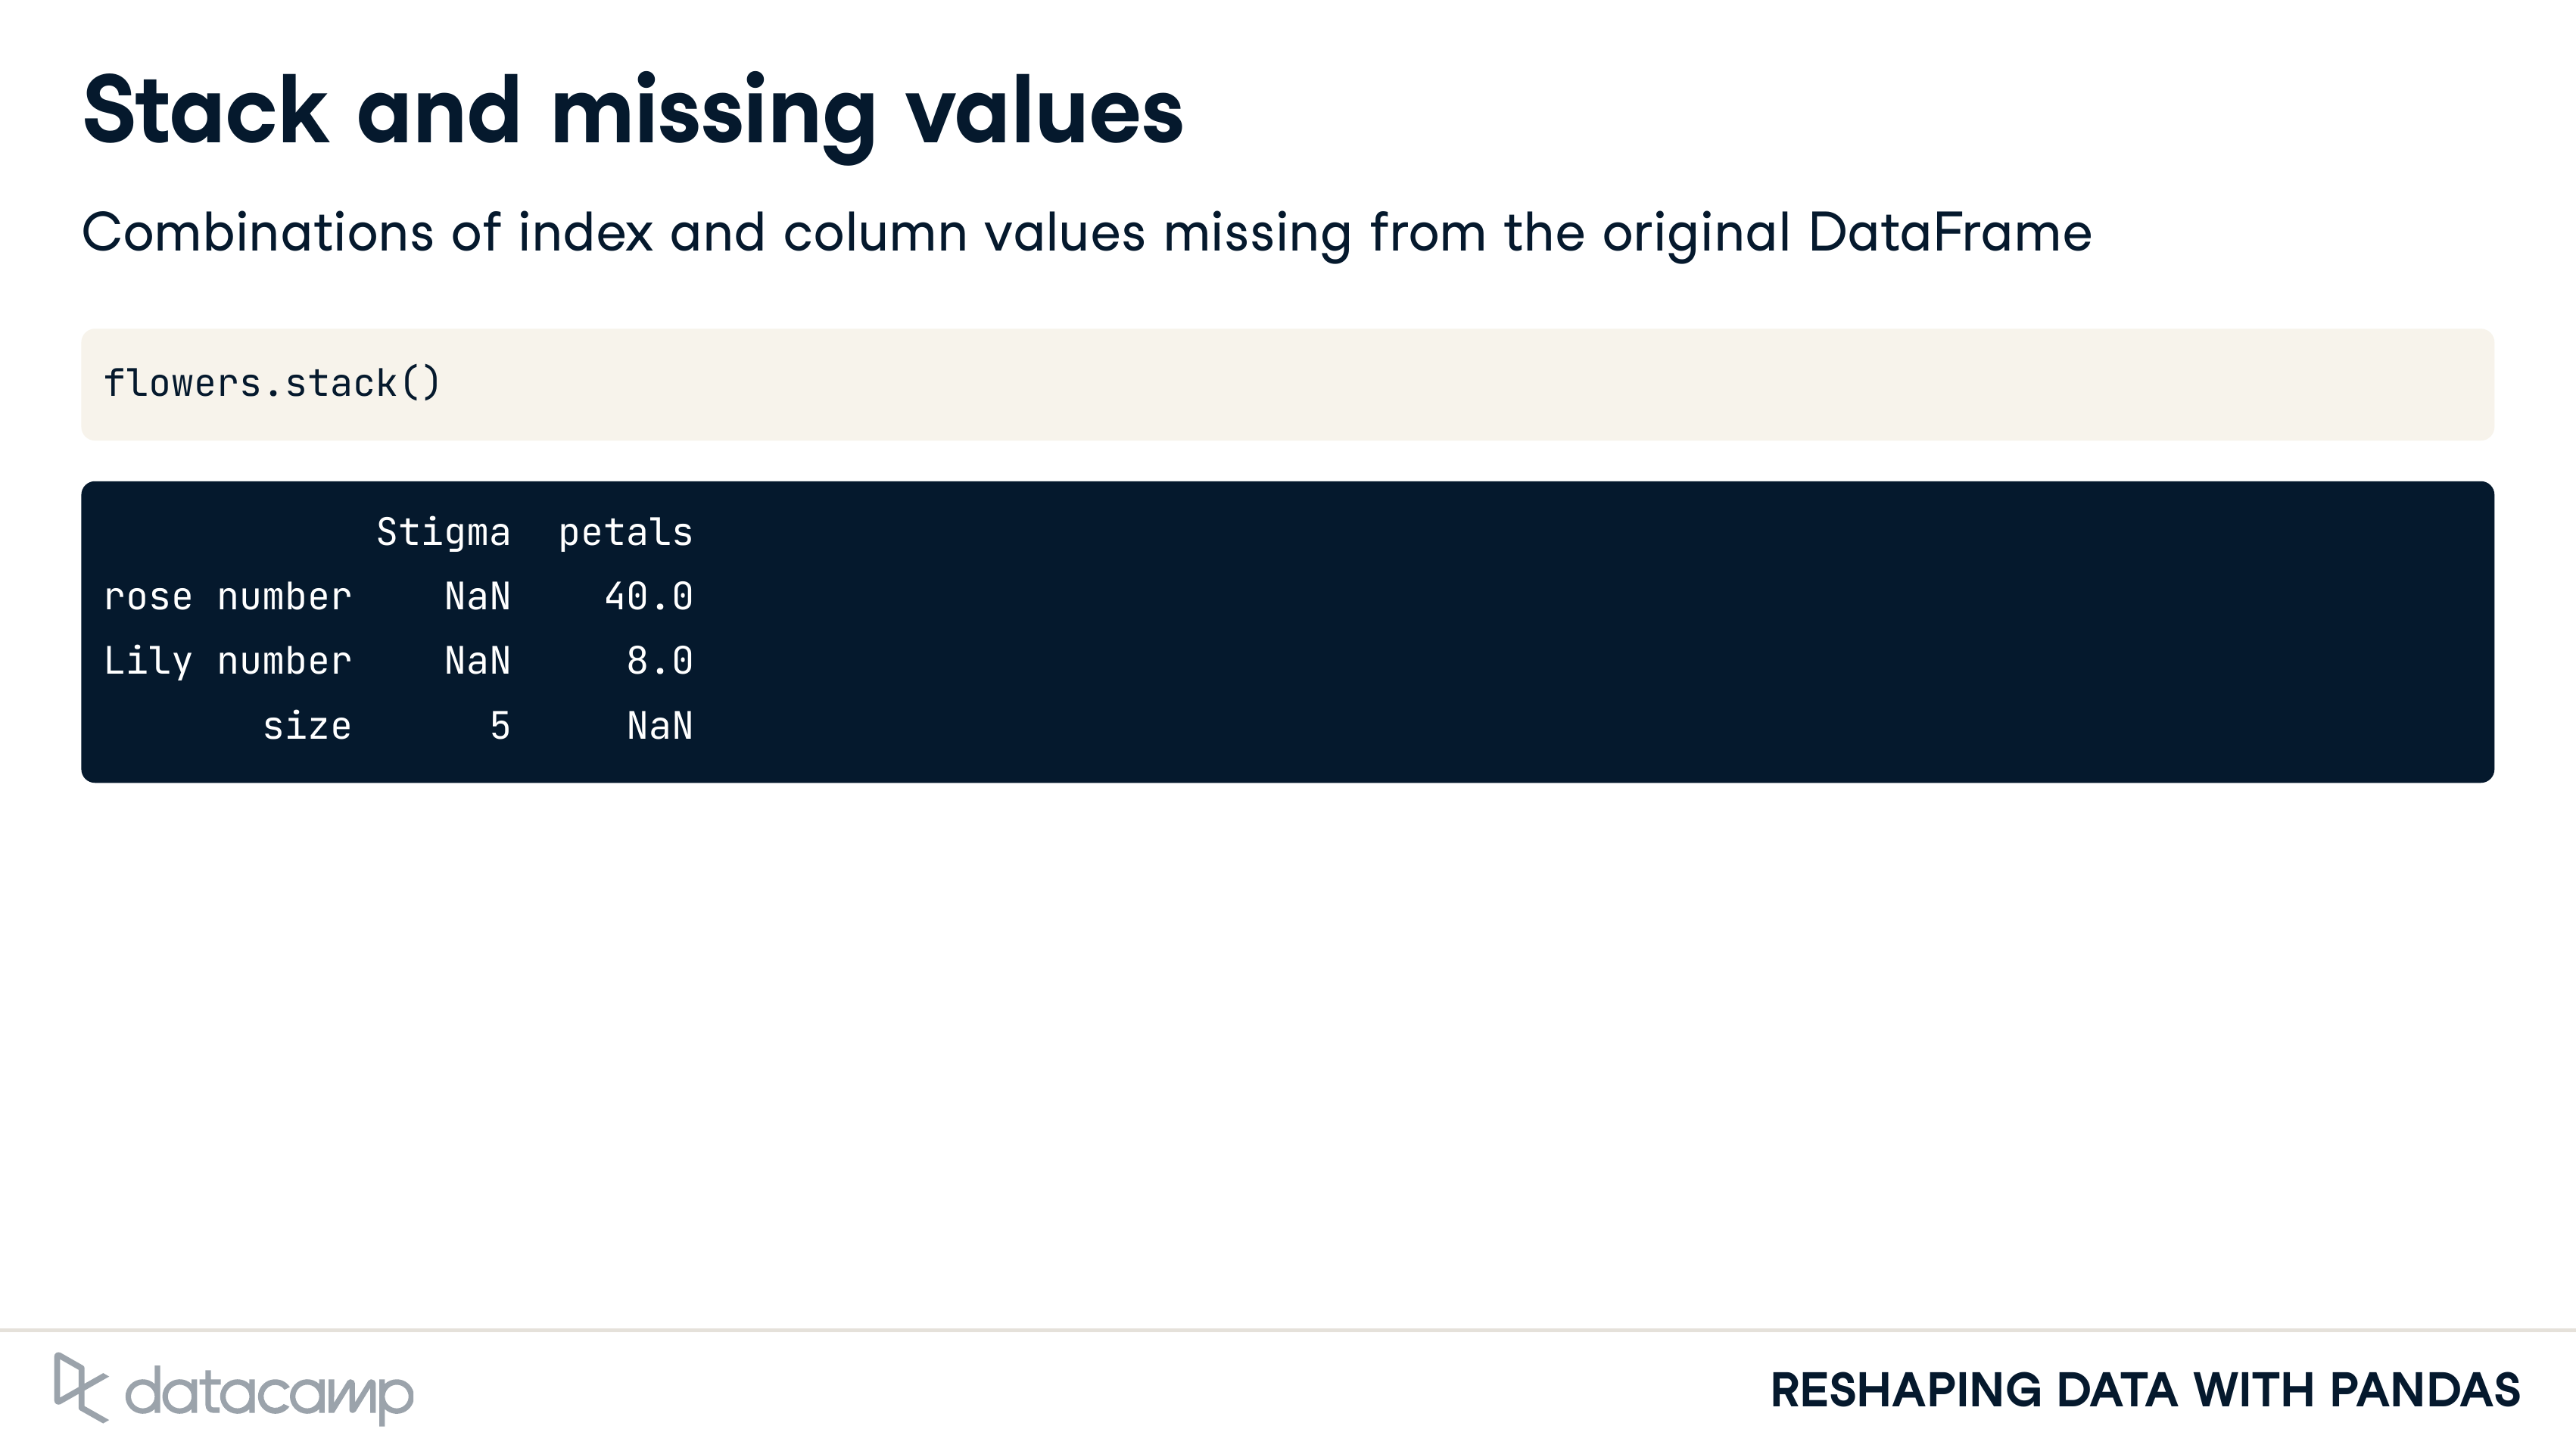 Stack and missing values
Combinations of index and column values missing from the original DataFrame
flowers.stack()
            Stigma  petals
rose number    NaN    40.0
Lily number    NaN     8.0
       size      5     NaN
datacamp
RESHAPING DATA WITH PANDAS